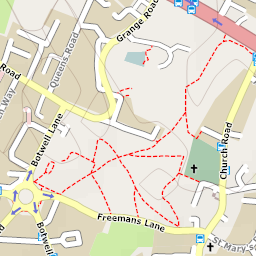 Grange Road
Queens Road
Road
Way
Botwell Lane
Church Road
Freemans Lane
Botwell
St Mary's